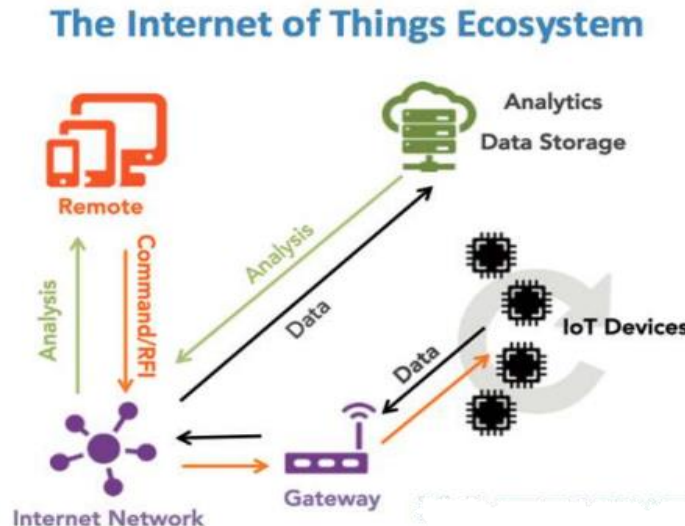 The Internet of Things Ecosystem
Analytics
Data Storage
Remote
Analysis
Command/RFI
Analysis
Data
IoT Devices
Data
Gateway
Internet Network